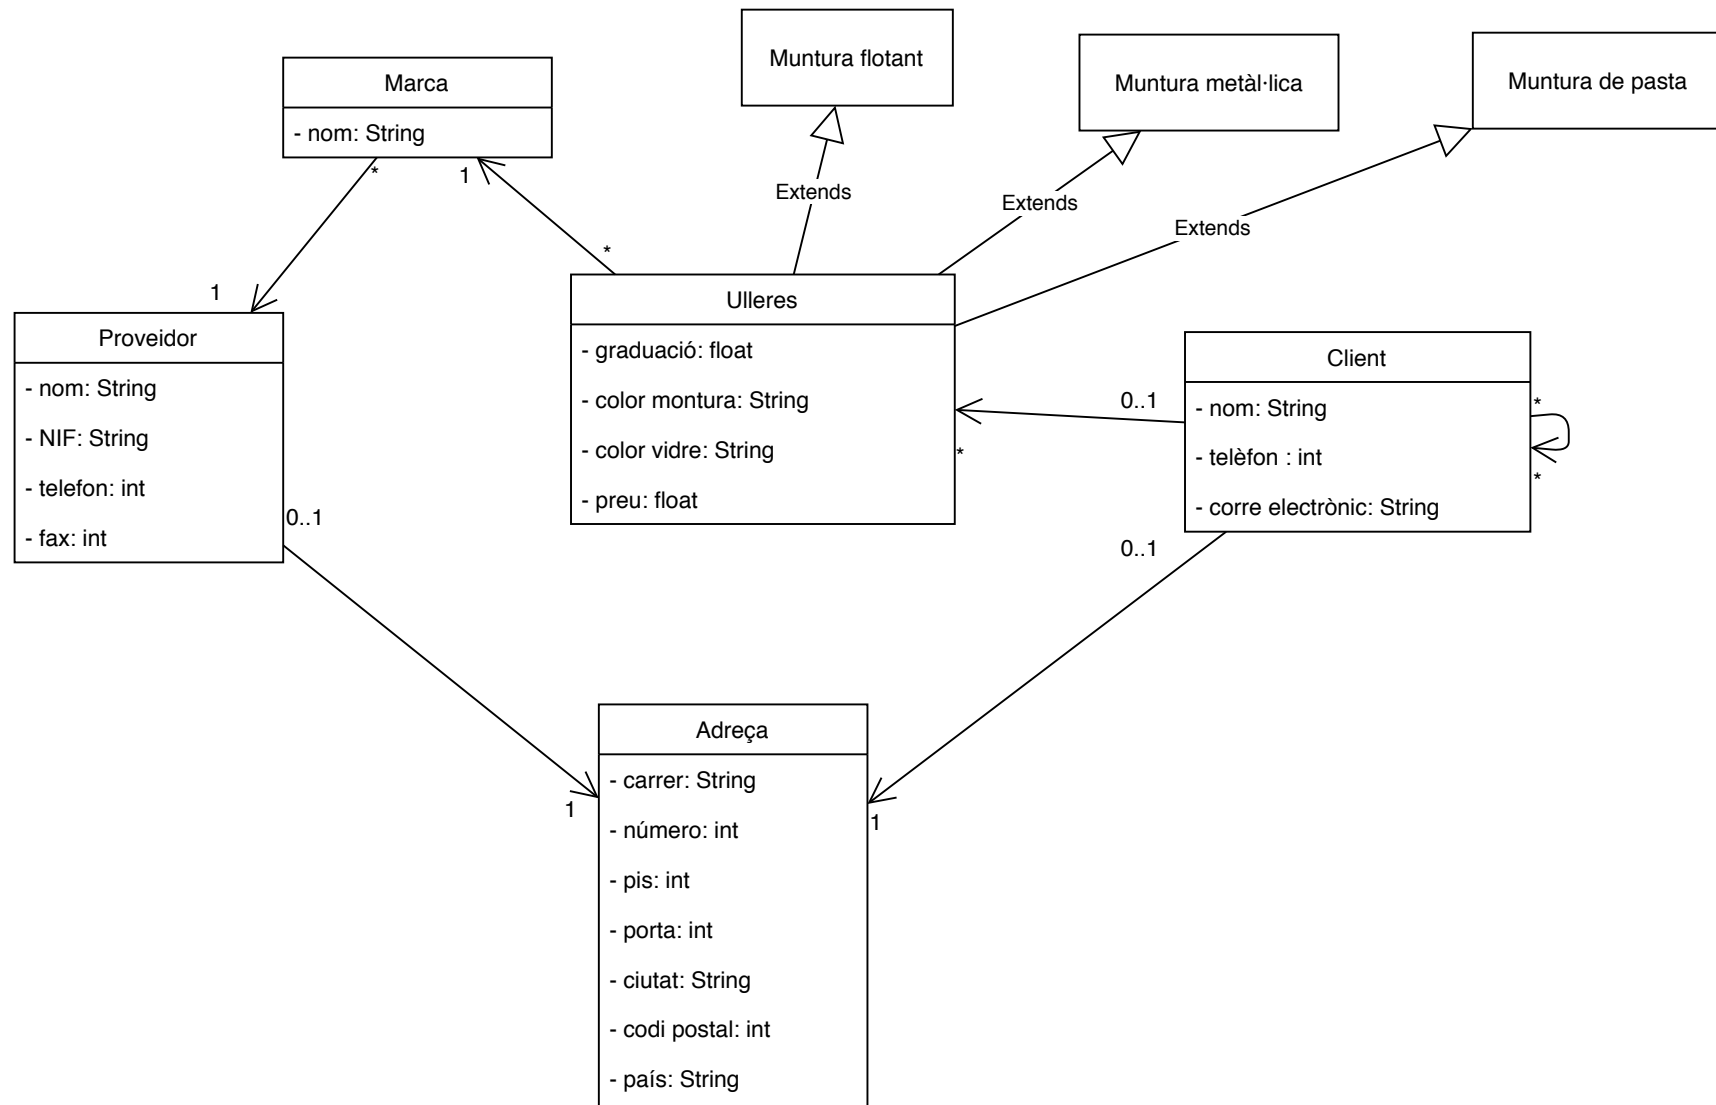 Muntura flotant
Muntura metàl·lica
Muntura de pasta
Marca
- nom: String
*
1
Extends
Extends
Extends
*
1
Proveidor
- nom: String
- NIF: String
- telefon: int
- fax: int
0..1
Ulleres
- graduació: float
- color montura: String
- color vidre: String
- preu: float
0..1
*
Client
- nom: String
- telèfon : int
- corre electrònic: String
*
*
0..1
Adreça
- carrer: String
- número: int
- pis: int
- porta: int
- ciutat: String
- codi postal: int
- país: String
1
1